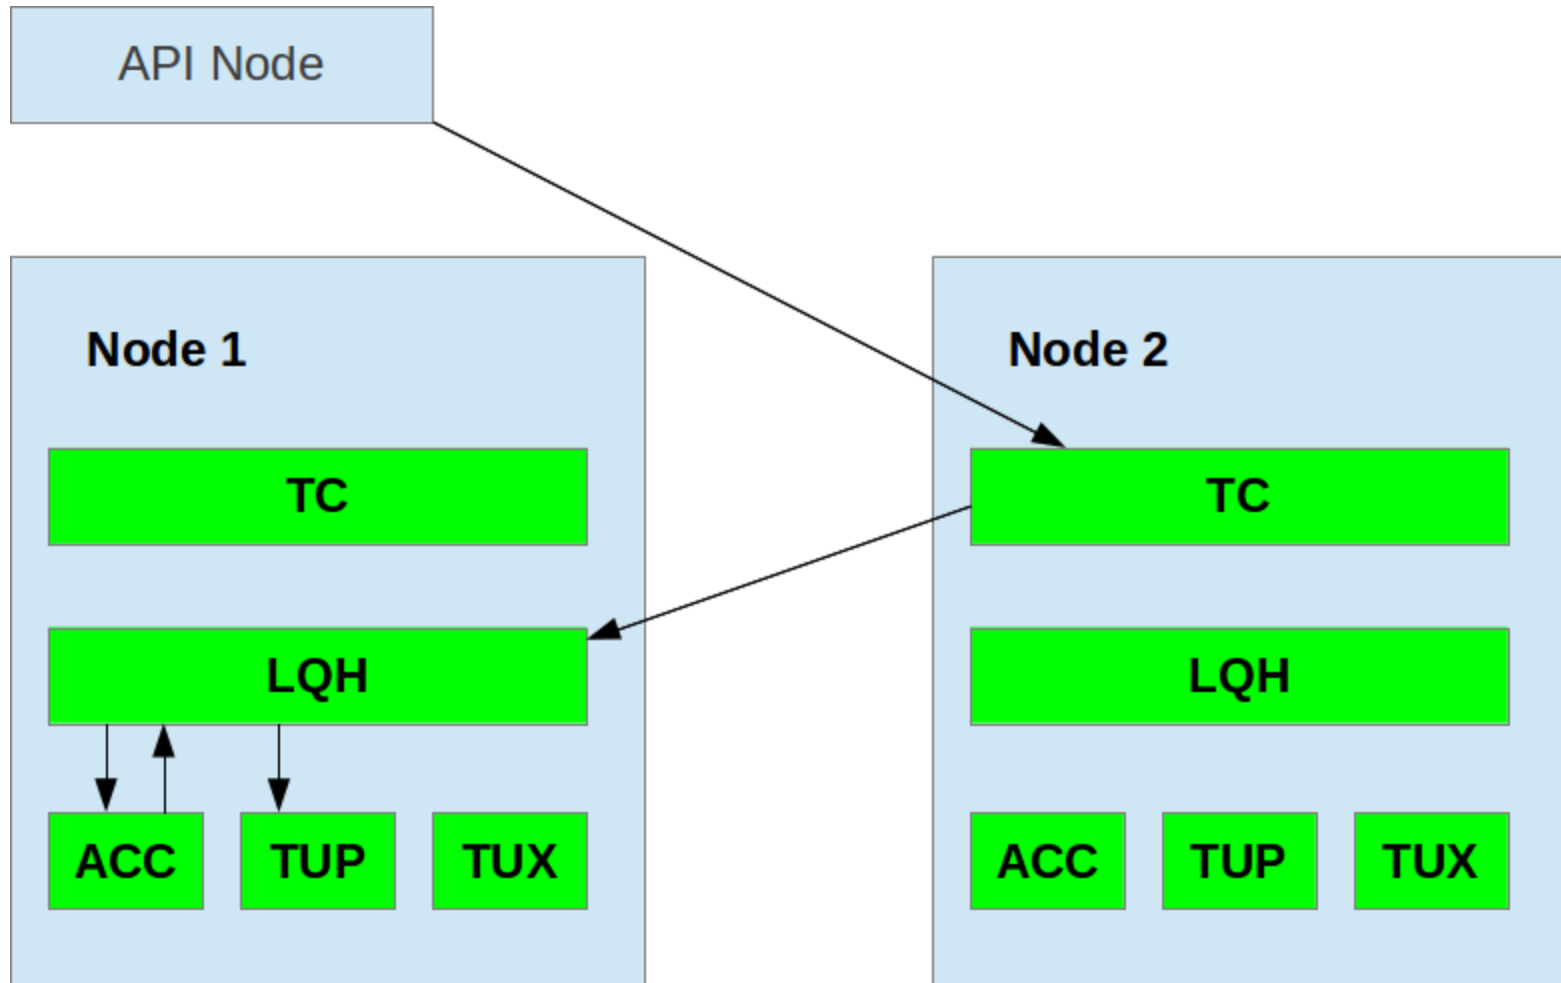 API Node
Node 1
Node 2
TC
TC
LQH
LQH
ACC
TUP
TUX
ACC
TUP
TUX